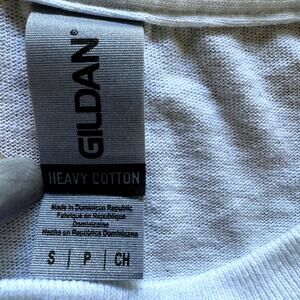 GILDAN®
HEAVY COTTON
Made in Dominican Republic
Fabriqué en République
Dominicaine
Hecho en República Dominicana
S | P | CH